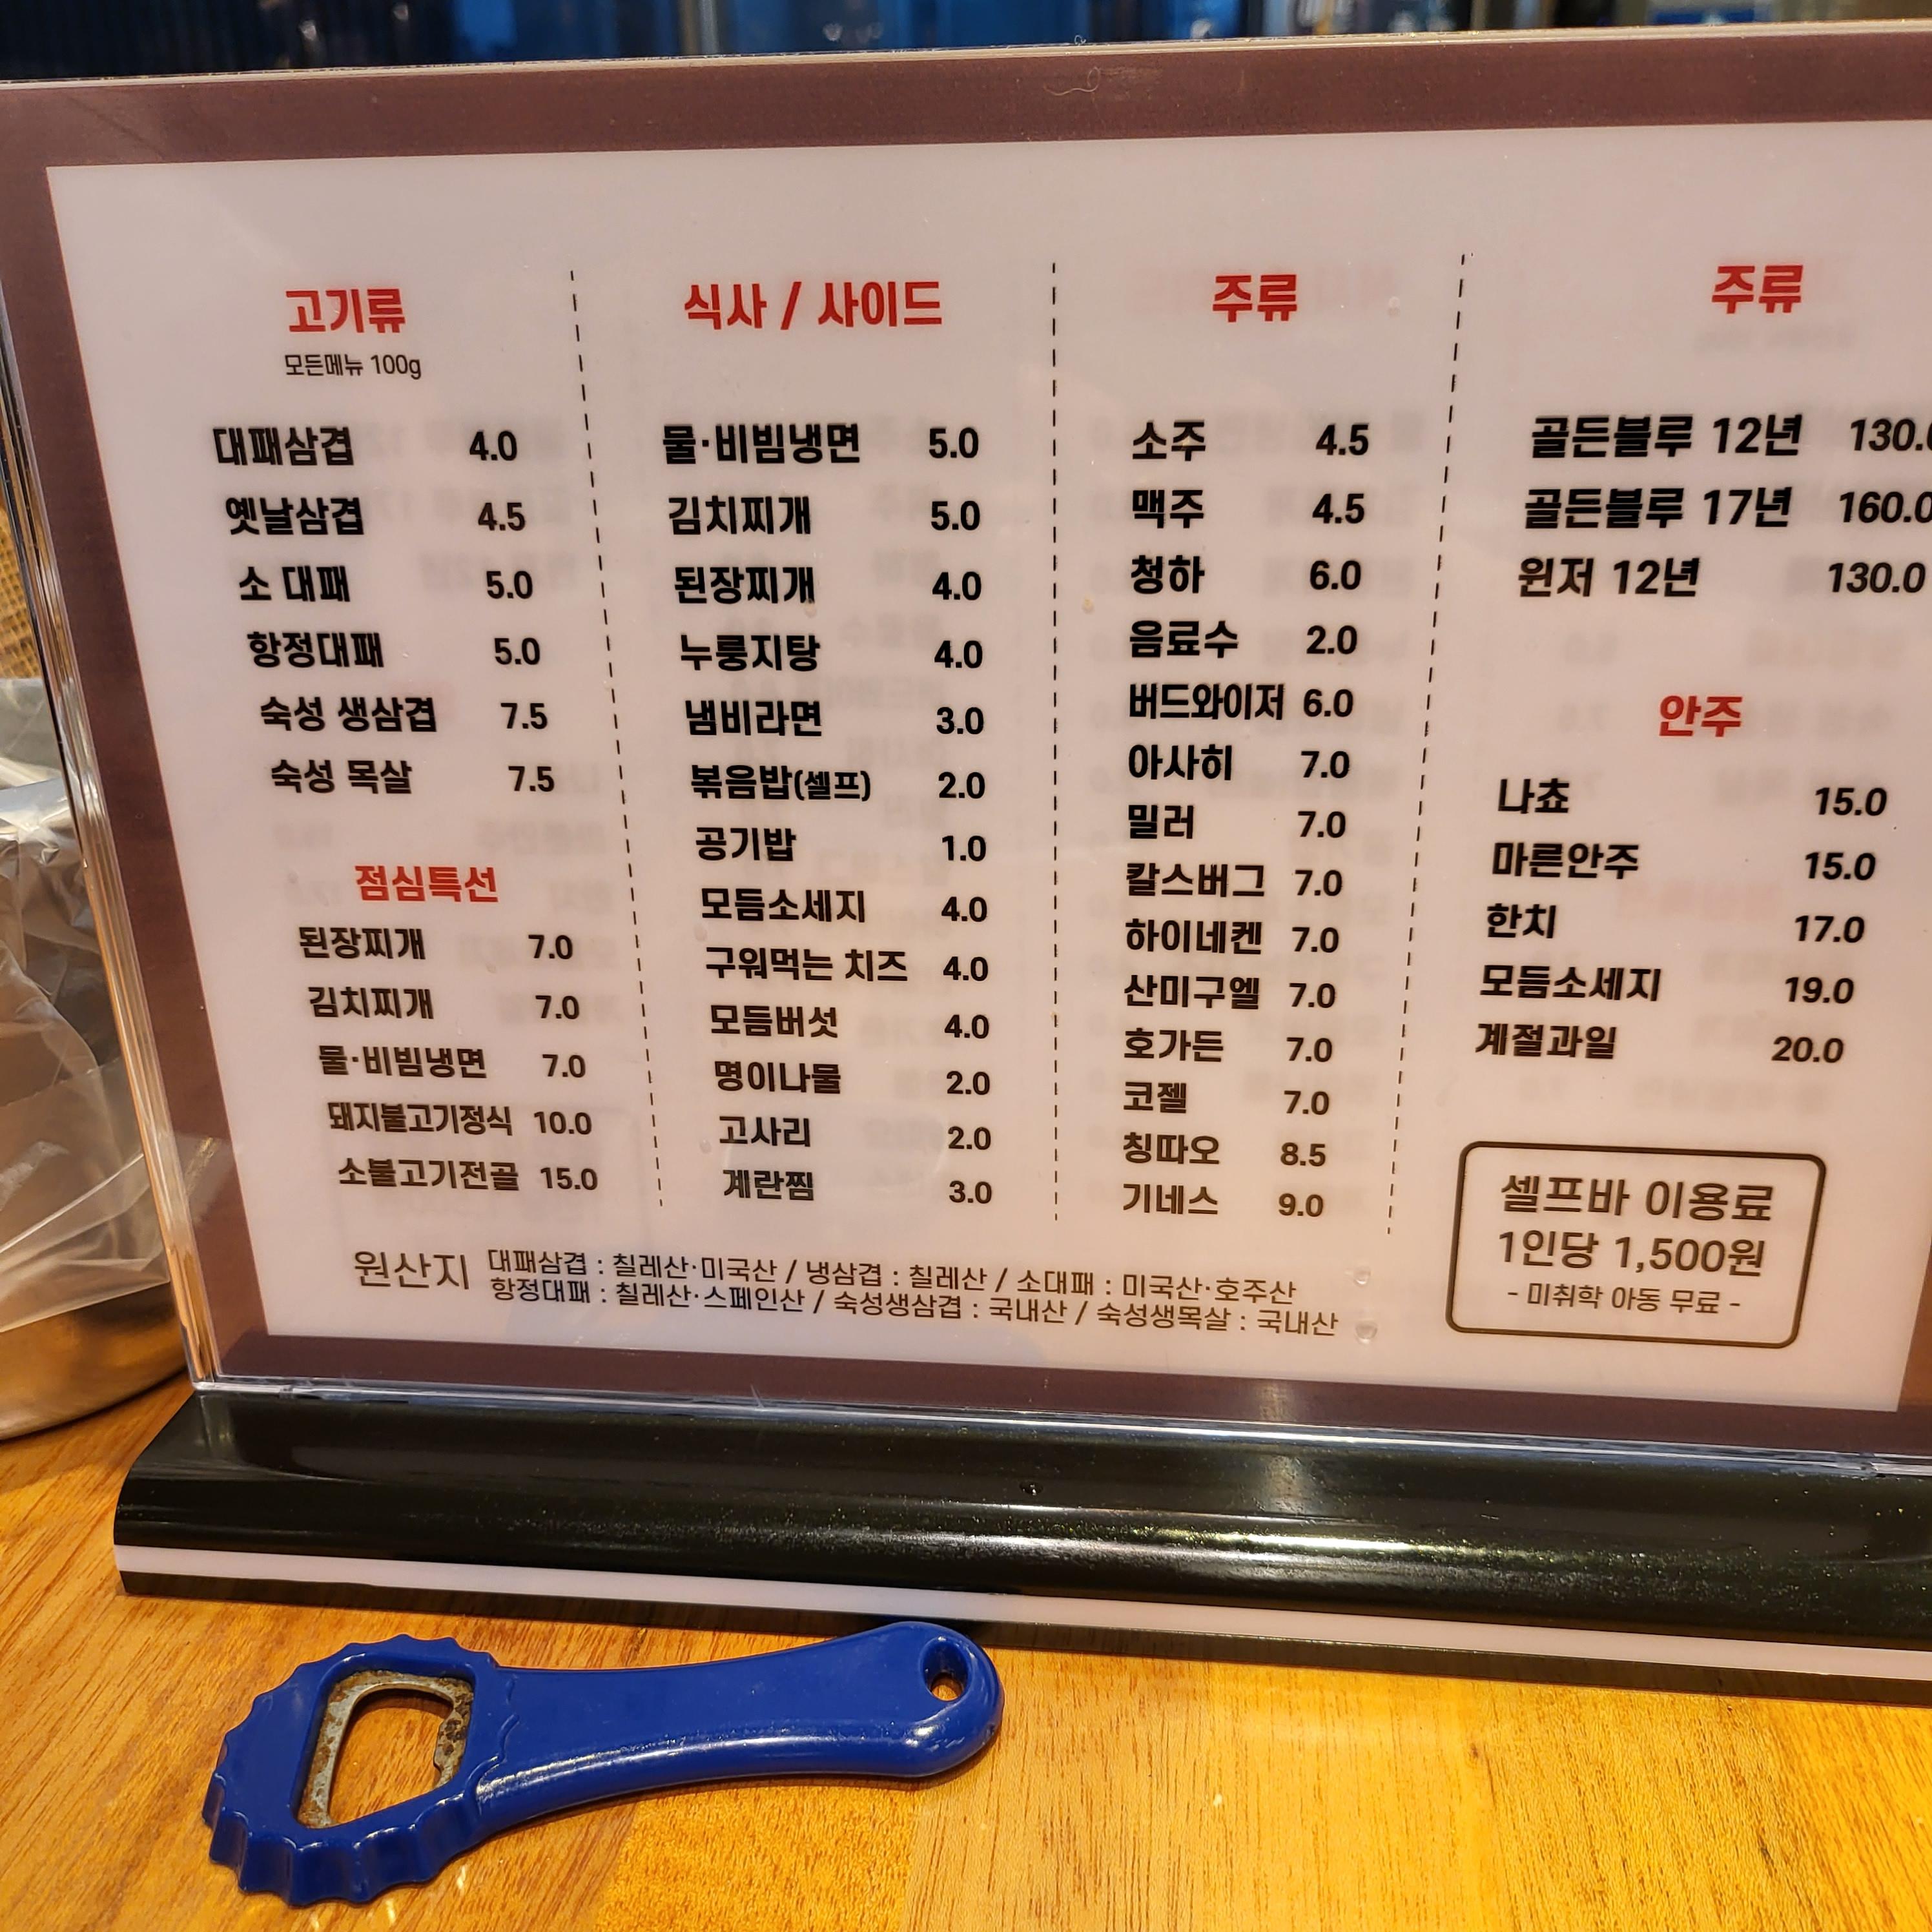 고기류
모든메뉴 100g
대패삼겹 4.0
옛날삼겹 4.5
소 대패 5.0
항정대패 5.0
숙성 생삼겹 7.5
숙성 목살 7.5
점심특선
된장찌개 7.0
김치찌개 7.0
물·비빔냉면 7.0
돼지불고기정식 10.0
소불고기전골 15.0
식사 / 사이드
물·비빔냉면 5.0
김치찌개 5.0
된장찌개 4.0
누룽지탕 4.0
냄비라면 3.0
볶음밥(셀프) 2.0
공기밥 1.0
모듬소세지 4.0
구워먹는 치즈 4.0
모듬버섯 4.0
명이나물 2.0
고사리 2.0
계란찜 3.0
주류
소주 4.5
맥주 4.5
청하 6.0
음료수 2.0
버드와이저 6.0
아사히 7.0
밀러 7.0
칼스버그 7.0
하이네켄 7.0
산미구엘 7.0
호가든 7.0
코젤 7.0
칭따오 8.5
기네스 9.0
주류
골든블루 12년 130.0
골든블루 17년 160.0
윈저 12년 130.0
안주
나쵸 15.0
마른안주 15.0
한치 17.0
모듬소세지 19.0
계절과일 20.0
셀프바 이용료
1인당 1,500원
- 미취학 아동 무료 -
원산지 대패삼겹 : 칠레산·미국산 / 냉삼겹 : 칠레산 / 소대패 : 미국산·호주산
항정대패 : 칠레산·스페인산 / 숙성생삼겹 : 국내산 / 숙성생목살 : 국내산